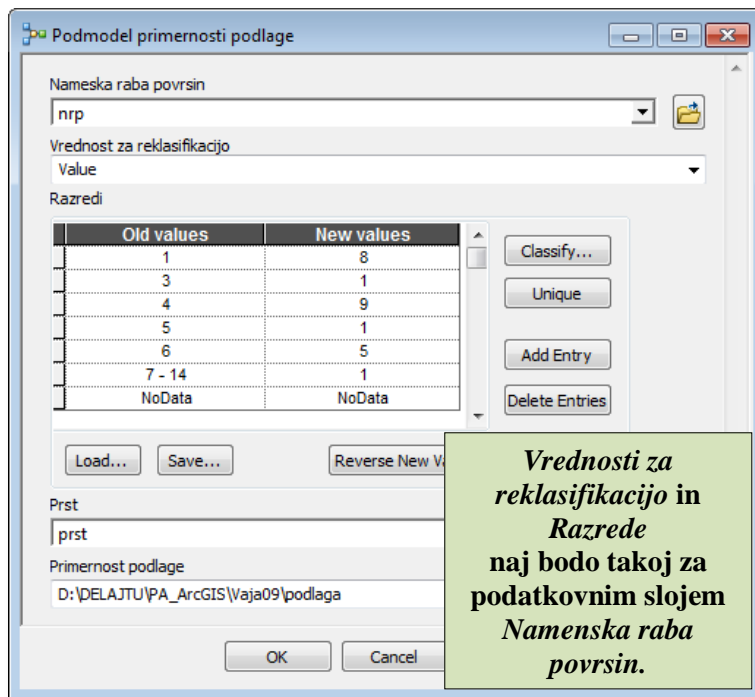 Podmodel primernosti podlage
Nameska raba povrsin
nrp
Vrednost za reklasifikacijo
Value
Razredi
Old values New values
1 8
3 1
4 9
5 1
6 5
7 - 14 1
NoData NoData
Classify...
Unique
Add Entry
Delete Entries
Load... Save... Reverse New
Prst
prst
Primernost podlage
D:\DELAJTU\PA_ArcGIS\Vaja09\podlaga
OK Cancel
Vrednosti za
reklasifikacijo in
Razrede
naj bodo takoj za
podatkovnim slojem
Namenska raba
povrsin.